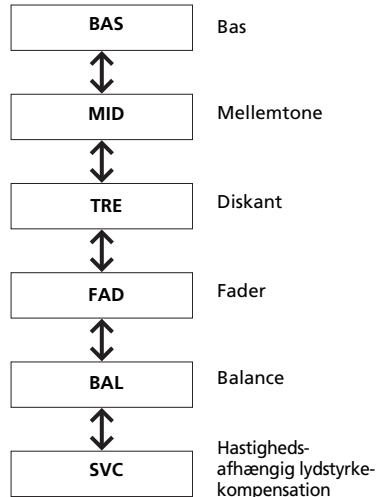 BAS Bas
MID Mellemtone
TRE Diskant
FAD Fader
BAL Balance
SVC Hastigheds-
afhængig lydstyrke-
kompensation